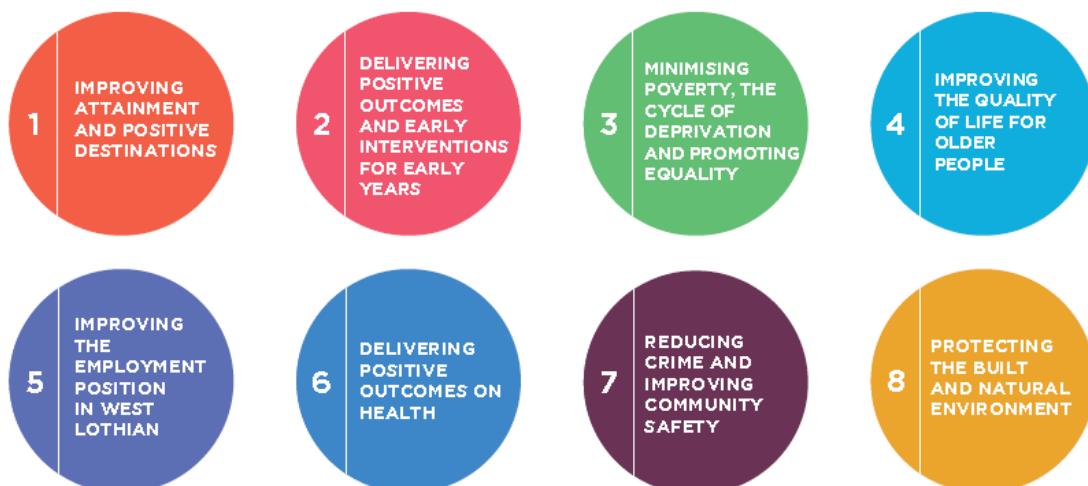 1
IMPROVING
ATTAINMENT
AND POSITIVE
DESTINATIONS
2
DELIVERING
POSITIVE
OUTCOMES
AND EARLY
INTERVENTIONS
FOR EARLY
YEARS
3
MINIMISING
POVERTY, THE
CYCLE OF
DEPRIVATION
AND PROMOTING
EQUALITY
4
IMPROVING
THE QUALITY
OF LIFE FOR
OLDER
PEOPLE
5
IMPROVING
THE
EMPLOYMENT
POSITION
IN WEST
LOTHIAN
6
DELIVERING
POSITIVE
OUTCOMES ON
HEALTH
7
REDUCING
CRIME AND
IMPROVING
COMMUNITY
SAFETY
8
PROTECTING
THE BUILT
AND NATURAL
ENVIRONMENT